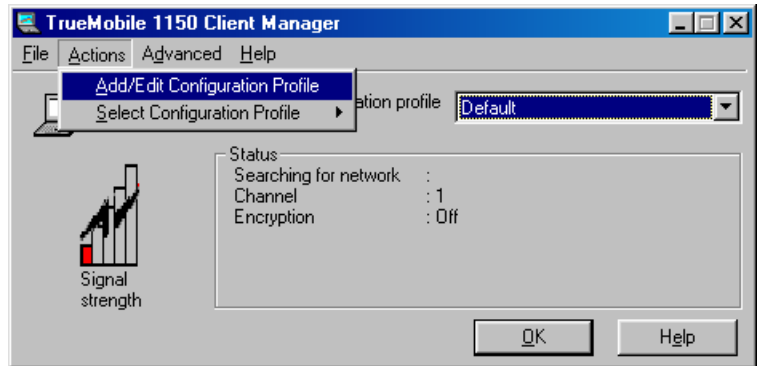 TrueMobile 1150 Client Manager
File Actions Advanced Help
Add/Edit Configuration Profile
Select Configuration Profile
ation profile Default
Status
Searching for network :
Channel : 1
Encryption : Off
Signal
strength
OK Help